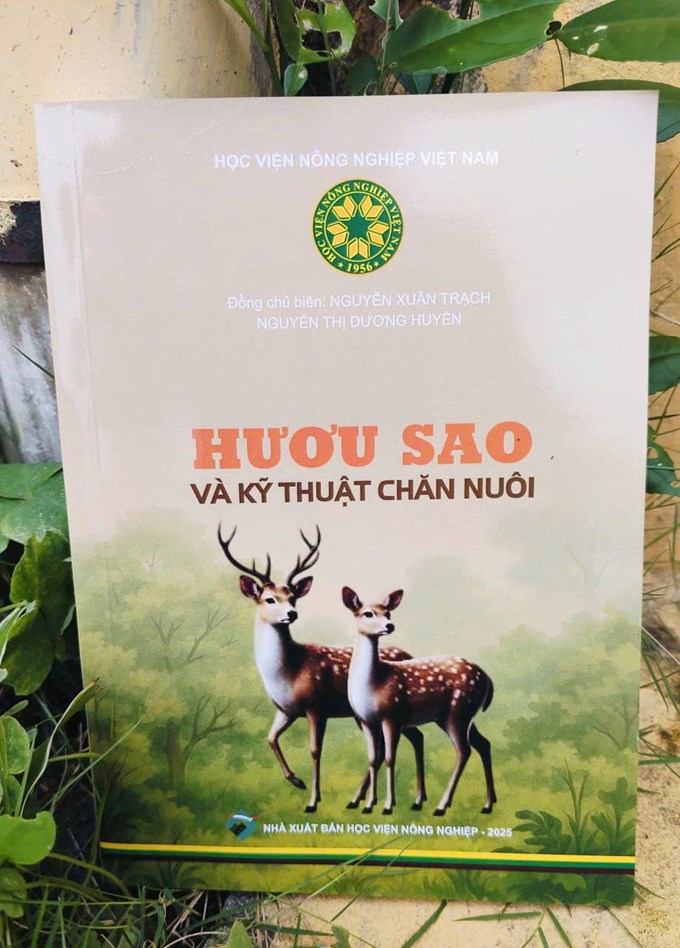 HỌC VIỆN NÔNG NGHIỆP VIỆT NAM
HỌC VIỆN NÔNG NGHIỆP VIỆT NAM
★ 1956 ★
Đồng chủ biên: NGUYỄN XUÂN TRẠCH
NGUYỄN THỊ DƯƠNG HUYỀN
HƯƠU SAO
VÀ KỸ THUẬT CHĂN NUÔI
NHÀ XUẤT BẢN HỌC VIỆN NÔNG NGHIỆP - 2025